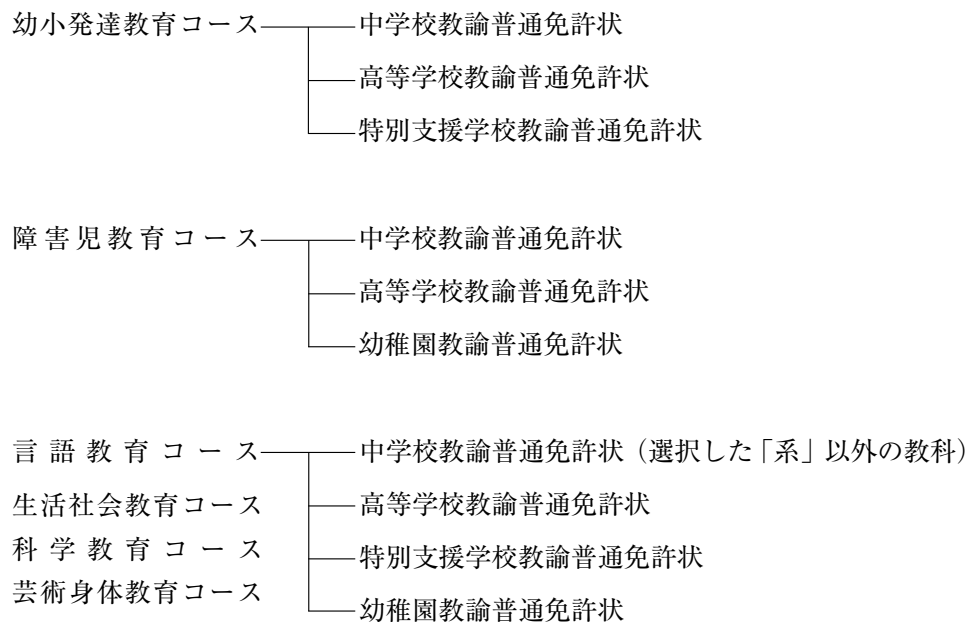 幼小発達教育コース 中学校教諭普通免許状
高等学校教諭普通免許状
特別支援学校教諭普通免許状
障害児教育コース 中学校教諭普通免許状
高等学校教諭普通免許状
幼稚園教諭普通免許状
言語教育コース 中学校教諭普通免許状（選択した「系」以外の教科）
生活社会教育コース 高等学校教諭普通免許状
科学教育コース 特別支援学校教諭普通免許状
芸術身体教育コース 幼稚園教諭普通免許状